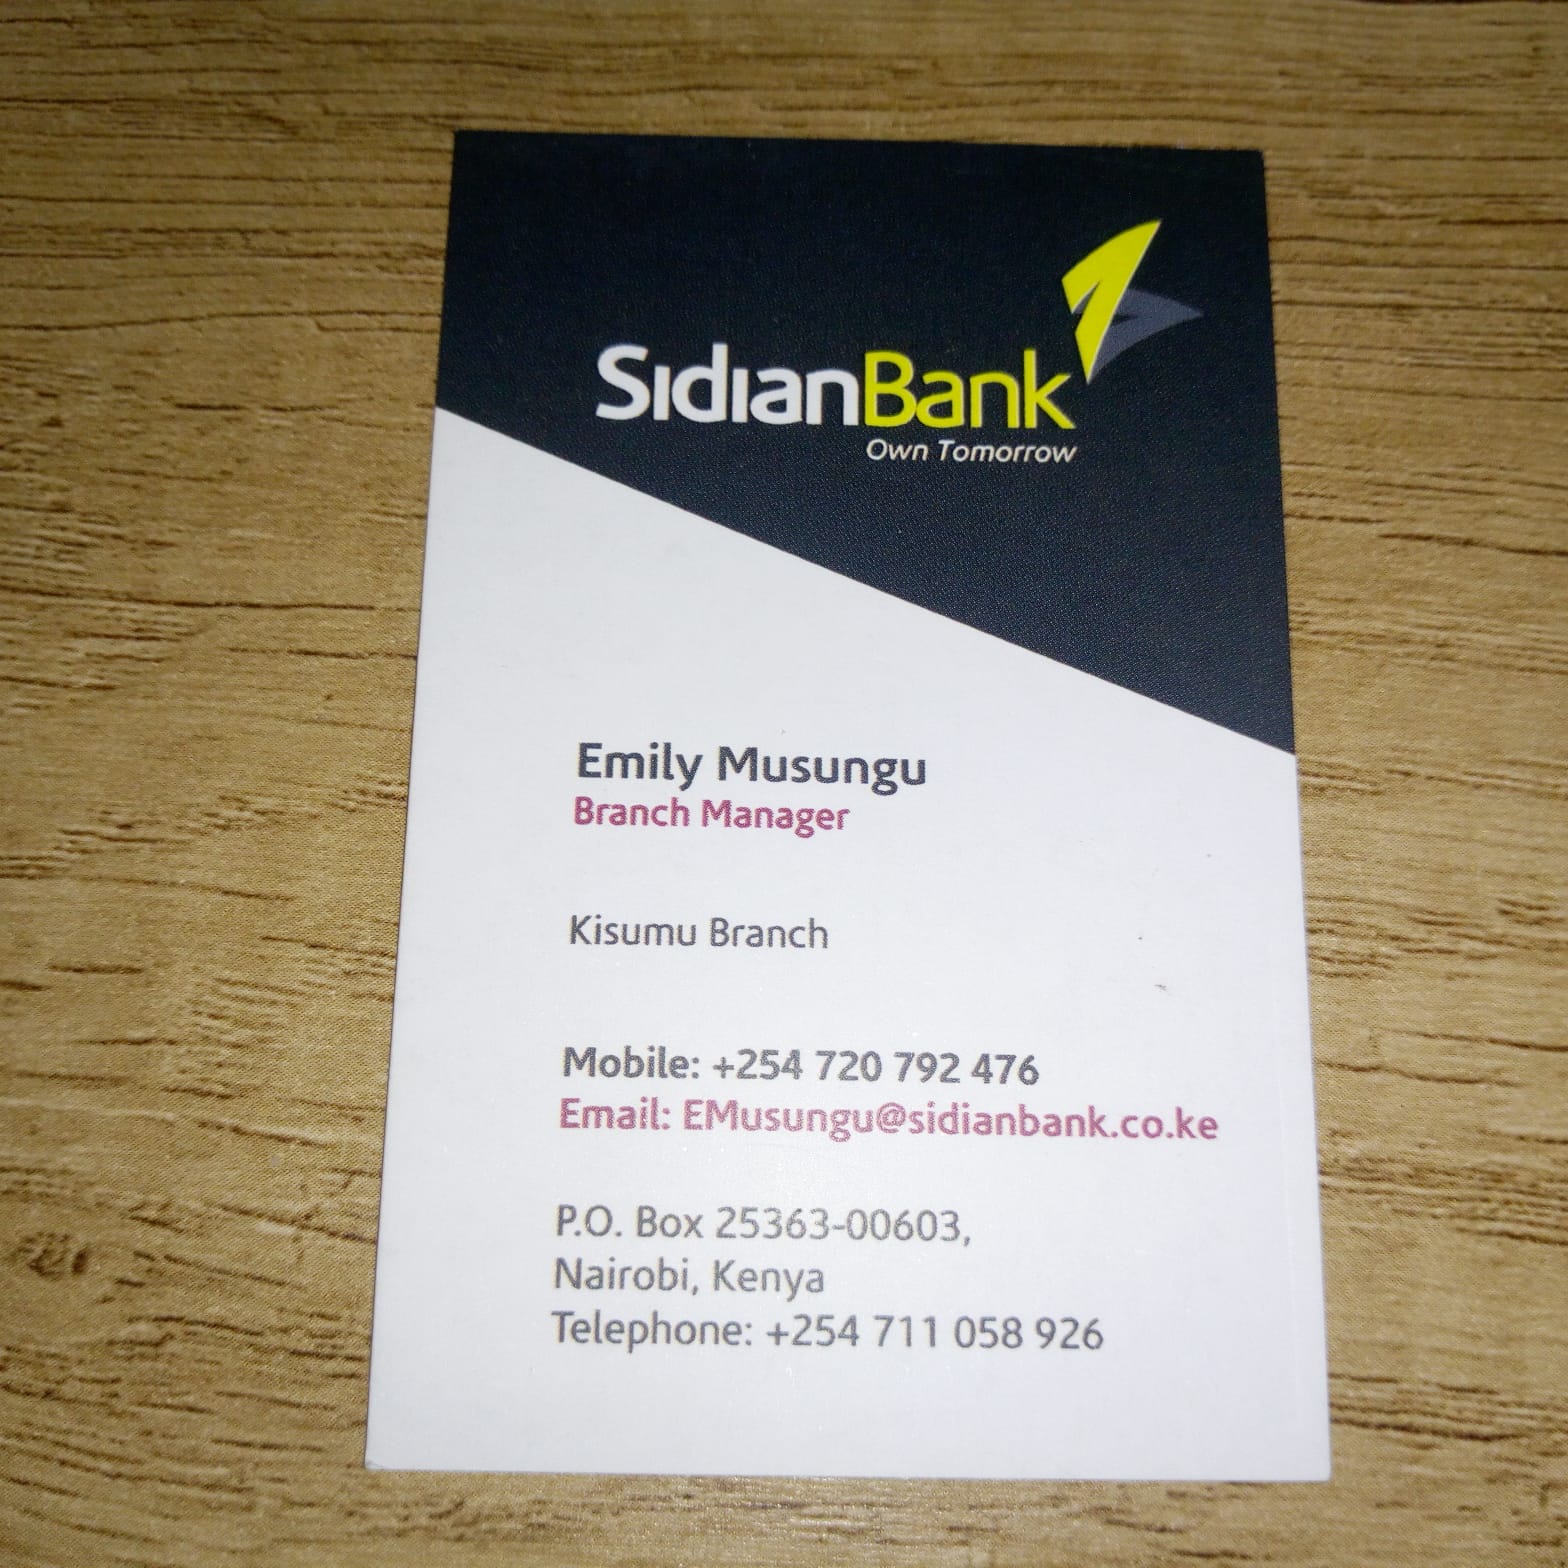 SidianBank
Own Tomorrow
Emily Musungu
Branch Manager
Kisumu Branch
Mobile: +254 720 792 476
Email: EMusungu@sidianbank.co.ke
P.O. Box 25363-00603,
Nairobi, Kenya
Telephone: +254 711 058 926